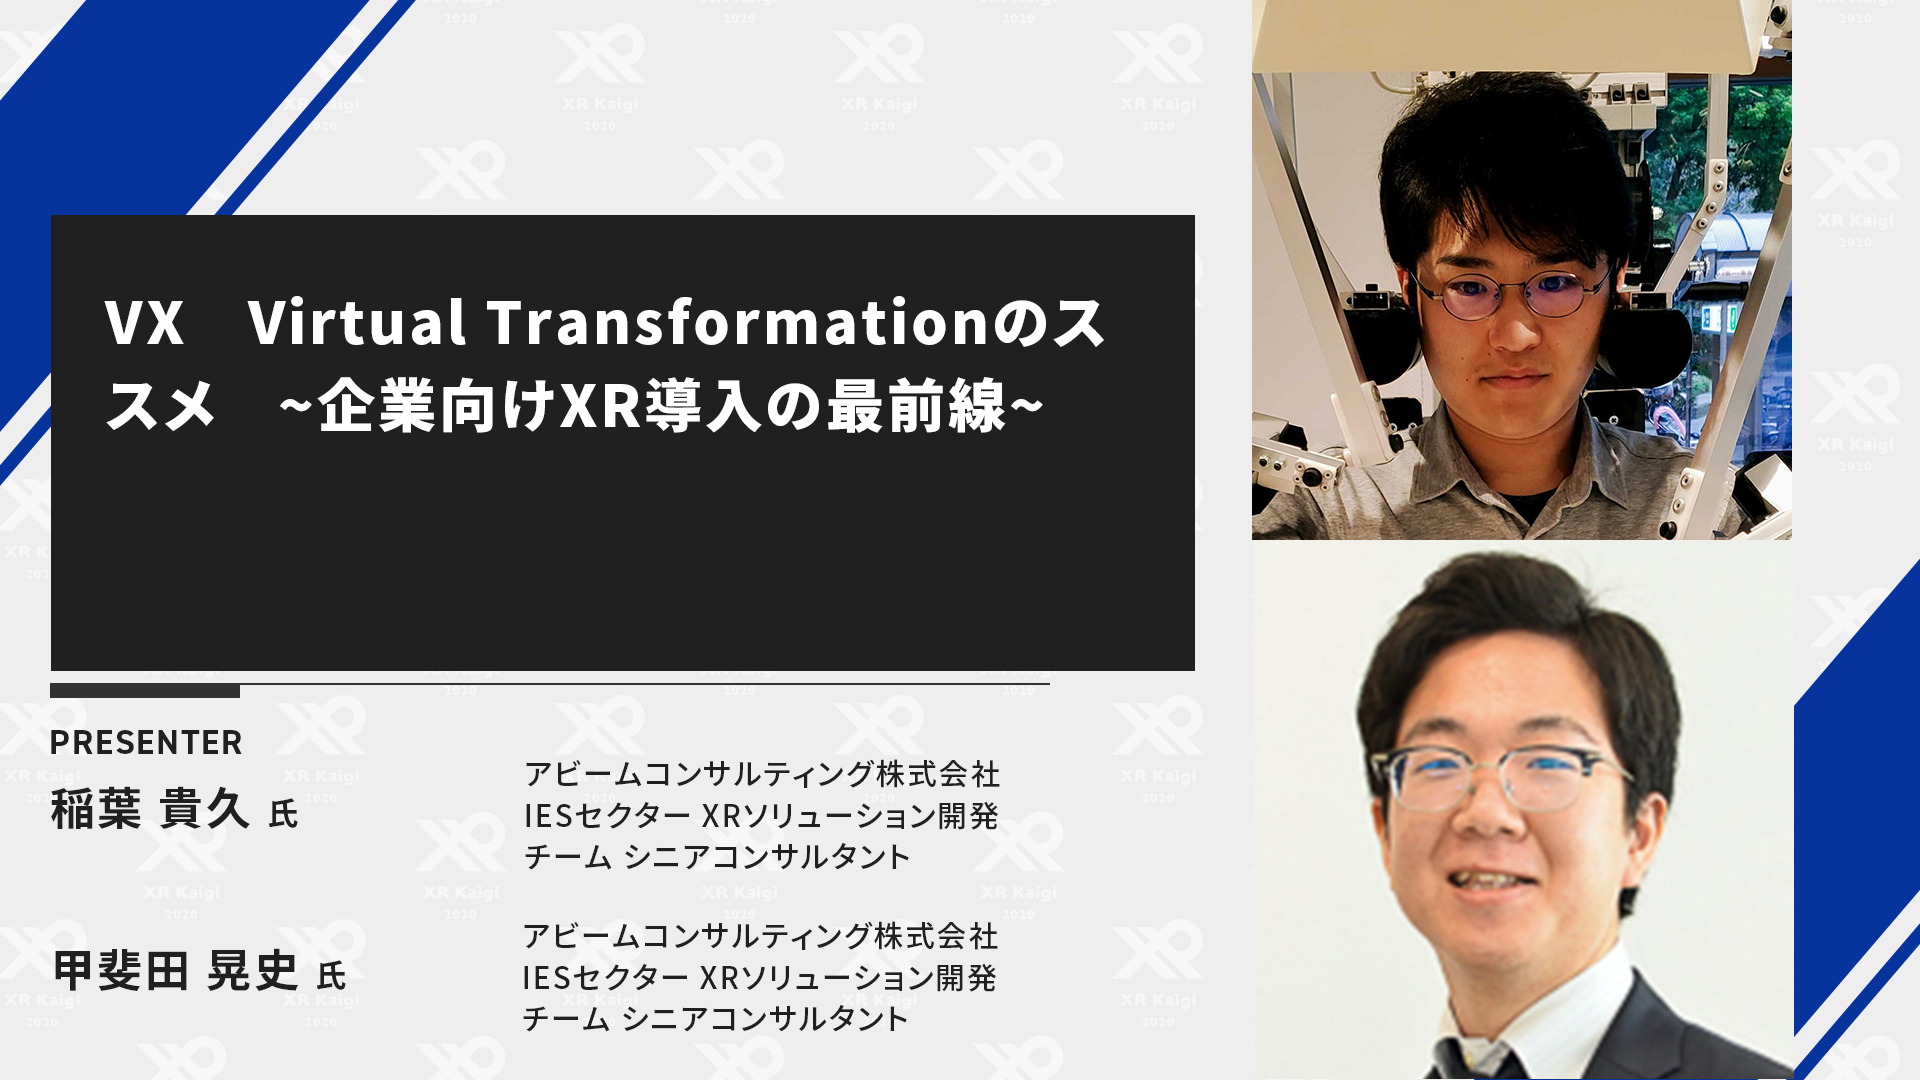 VX　Virtual Transformationのス
スメ　~企業向けXR導入の最前線~
PRESENTER
稲葉 貴久 氏
アビームコンサルティング株式会社
IESセクター XRソリューション開発
チーム シニアコンサルタント
甲斐田 晃史 氏
アビームコンサルティング株式会社
IESセクター XRソリューション開発
チーム シニアコンサルタント
XR Kaigi
2020